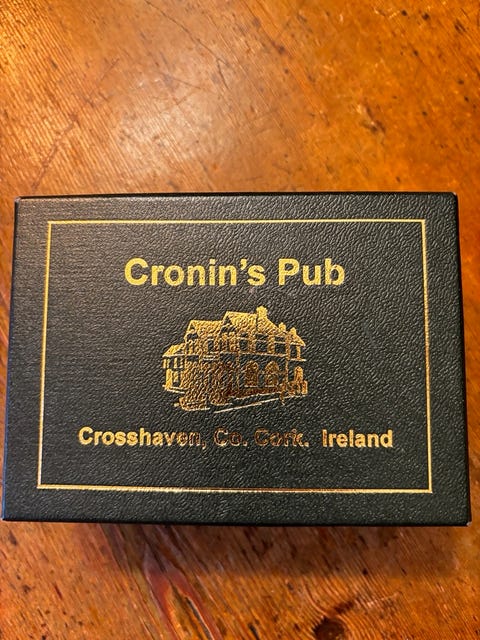 Cronin's Pub
Crosshaven, Co. Cork. Ireland